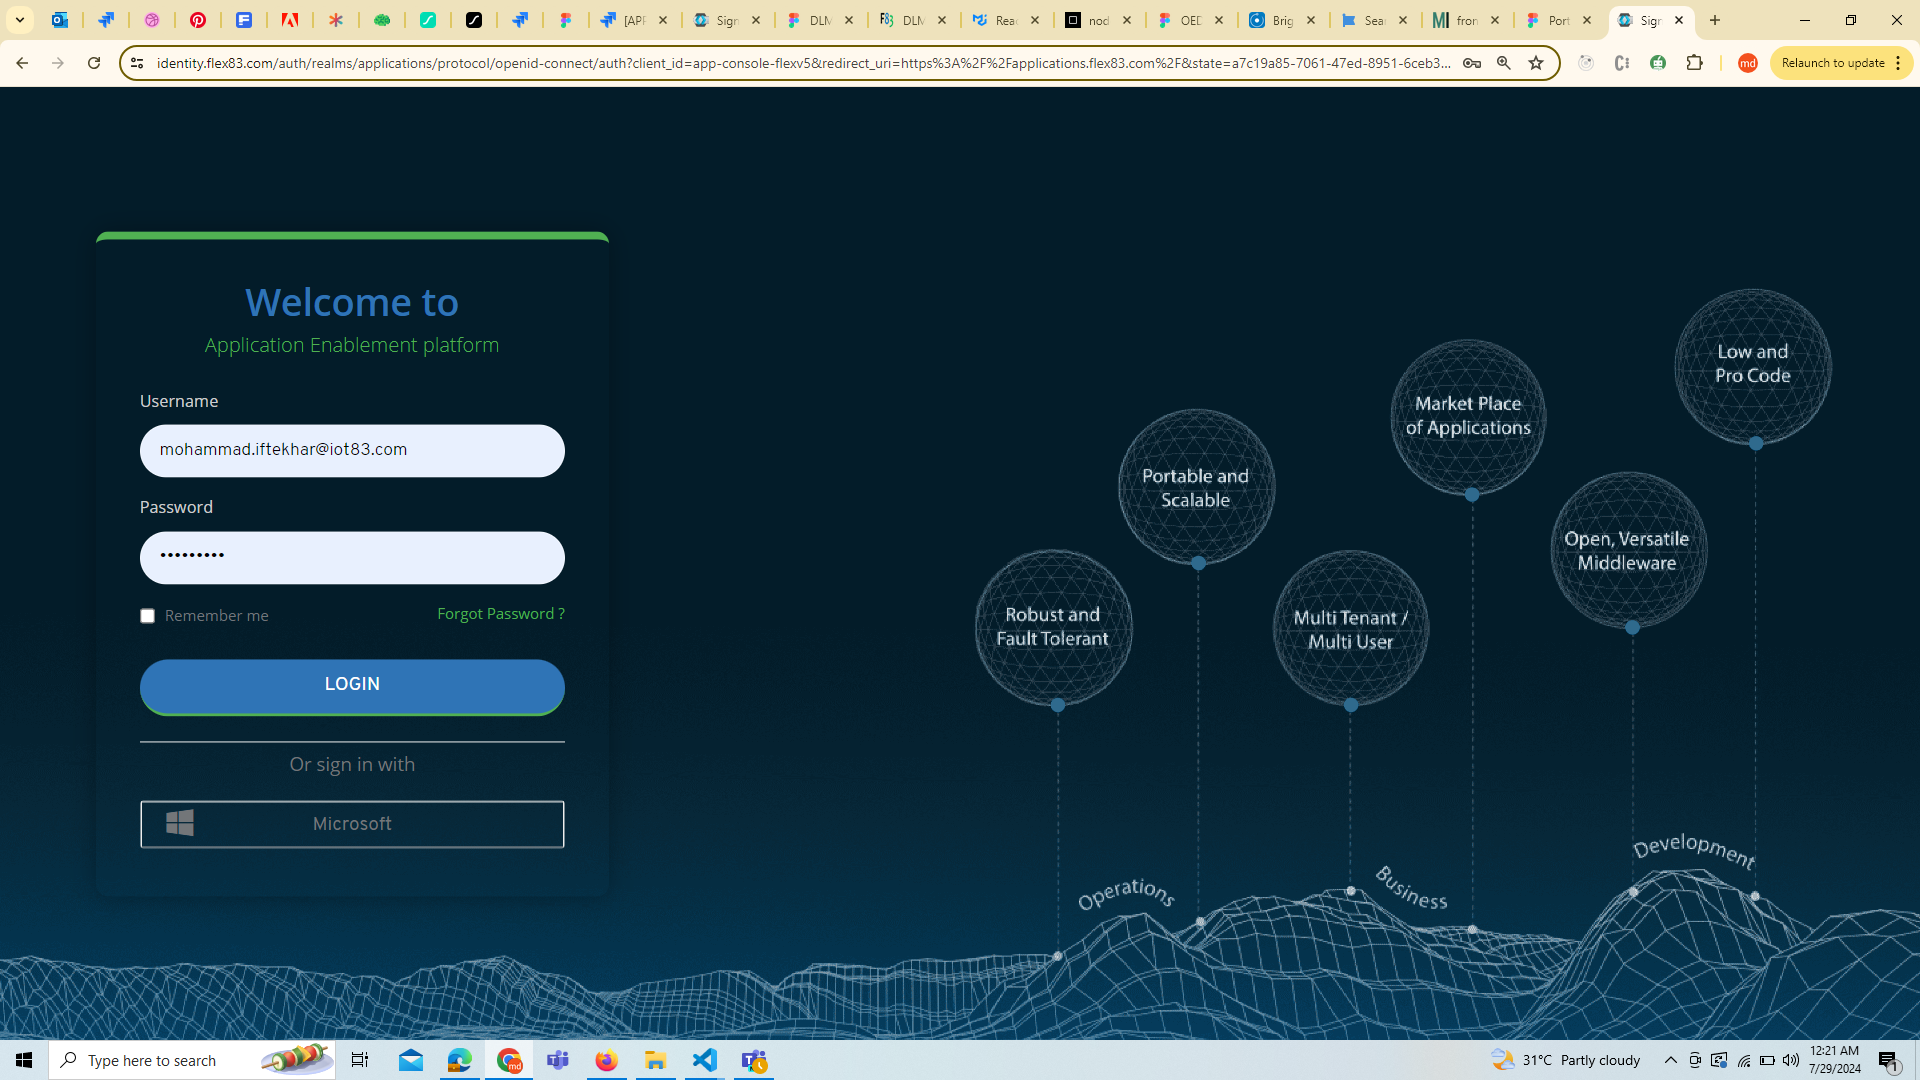 [APP
Sign
DLM
DLM
Reac
nod
OED
Brig
Sear
fron
Port
Sign
identity.flex83.com/auth/realms/applications/protocol/openid-connect/auth?client_id=app-console-flexv5&redirect_uri=https%3A%2F%2Fapplications.flex83.com%2F&state=a7c19a85-7061-47ed-8951-6ceb3...
md
Relaunch to update
Welcome to
Application Enablement platform
Username
mohammad.iftekhar@iot83.com
Password
Remember me
Forgot Password ?
LOGIN
Or sign in with
Microsoft
Low and
Pro Code
Market Place
of Applications
Portable and
Scalable
Open, Versatile
Middleware
Robust and
Fault Tolerant
Multi Tenant /
Multi User
Operations
Business
Development
Type here to search
31°C Partly cloudy
12:21 AM
7/29/2024
1